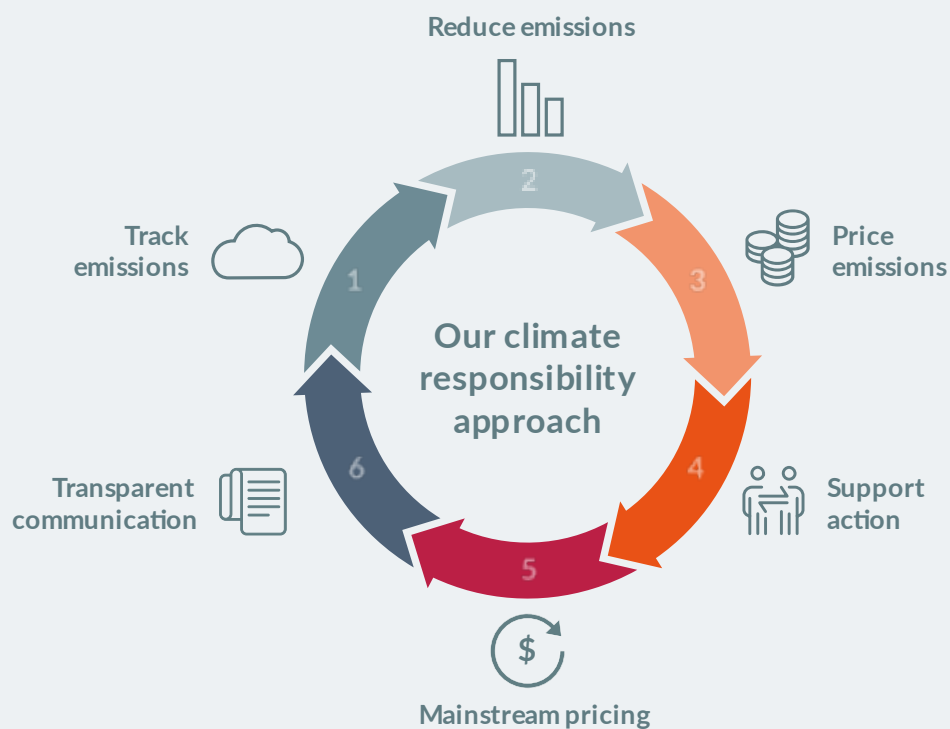 Reduce emissions
2
Track
emissions
1
3
Price
emissions
Our climate
responsibility
approach
6
4
Transparent
communication
Support
action
5
$
Mainstream pricing